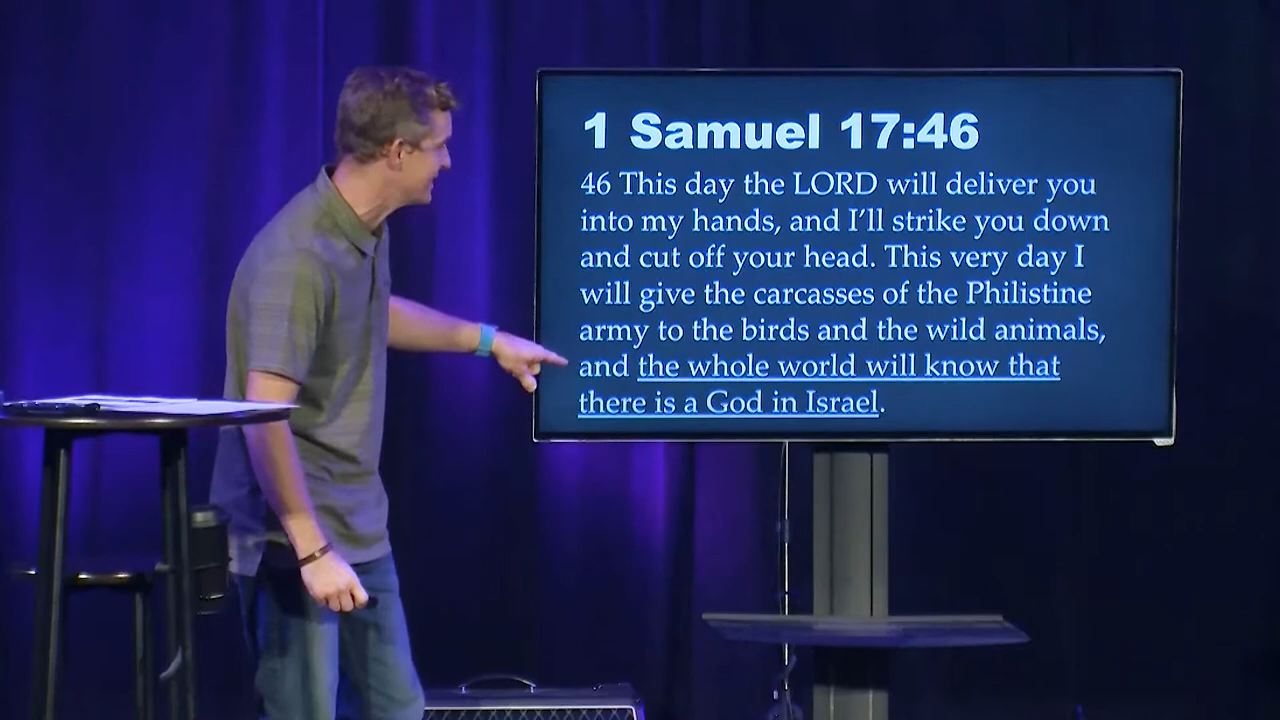 1 Samuel 17:46
46 This day the LORD will deliver you
into my hands, and I’ll strike you down
and cut off your head. This very day I
will give the carcasses of the Philistine
army to the birds and the wild animals,
and the whole world will know that
there is a God in Israel.